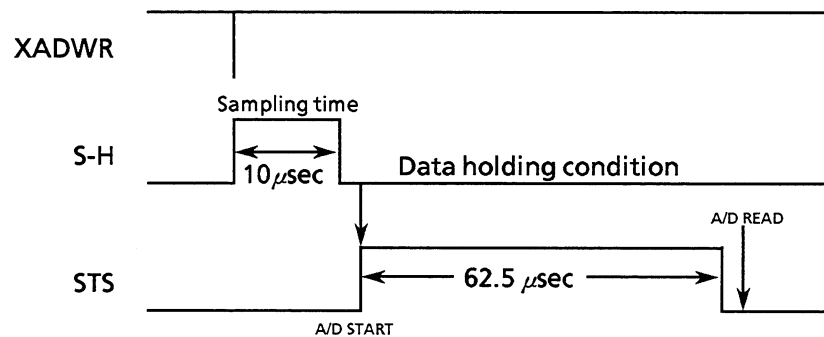 XADWR
Sampling time
S-H
10μsec
Data holding condition
A/D READ
STS
62.5 μsec
A/D START